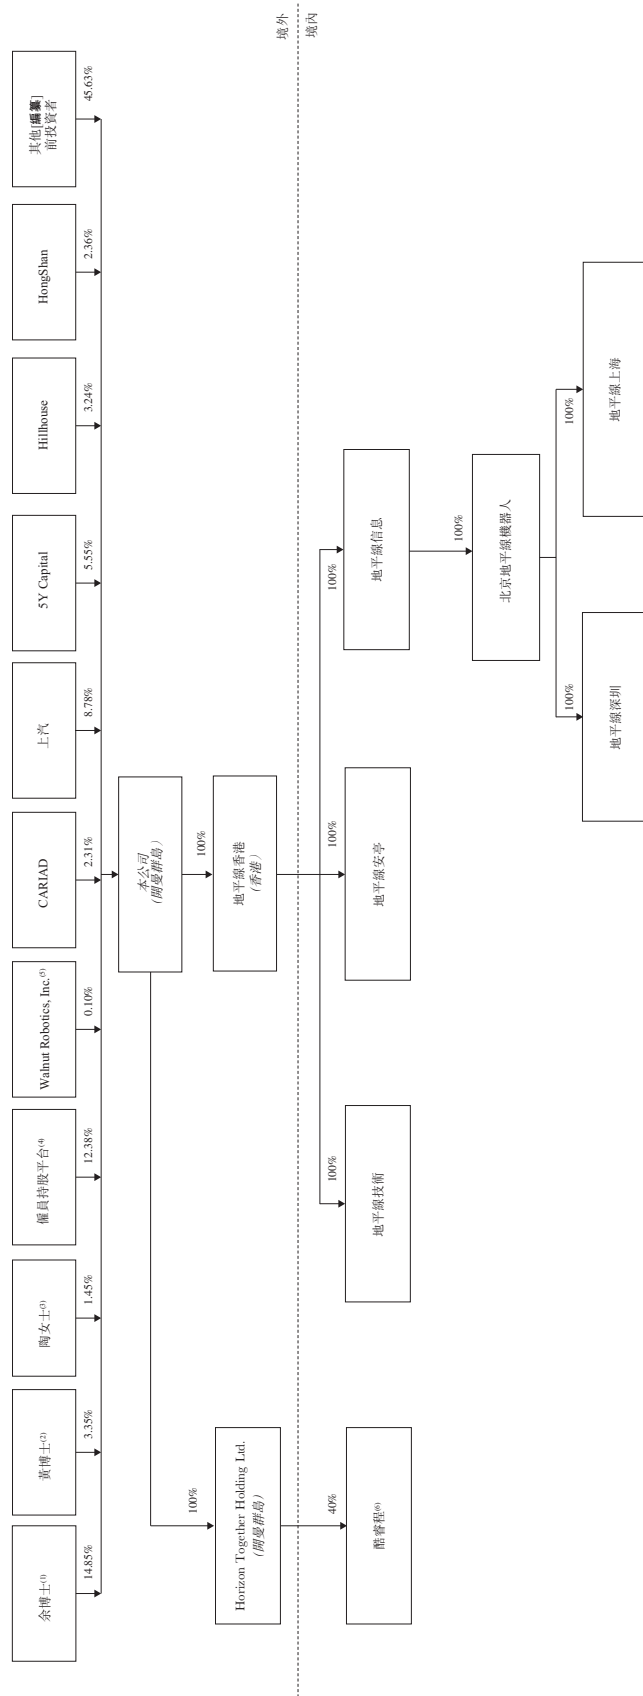 余博士(1)
黃博士(2)
陶女士(3)
僱員持股平台(4)
Walnut Robotics, Inc.(5)
CARIAD
上汽
5Y Capital
Hillhouse
HongShan
其他[編纂]
前投資者
14.85%
3.35%
1.45%
12.38%
0.10%
2.31%
8.78%
5.55%
3.24%
2.36%
45.63%
本公司
(開曼群島)
100%
100%
Horizon Together Holding Ltd.
(開曼群島)
地平線香港
(香港)
境外
境內
40%
100%
100%
100%
酷睿程(6)
地平線技術
地平線安亭
地平線信息
100%
北京地平線機器人
100%
100%
地平線深圳
地平線上海